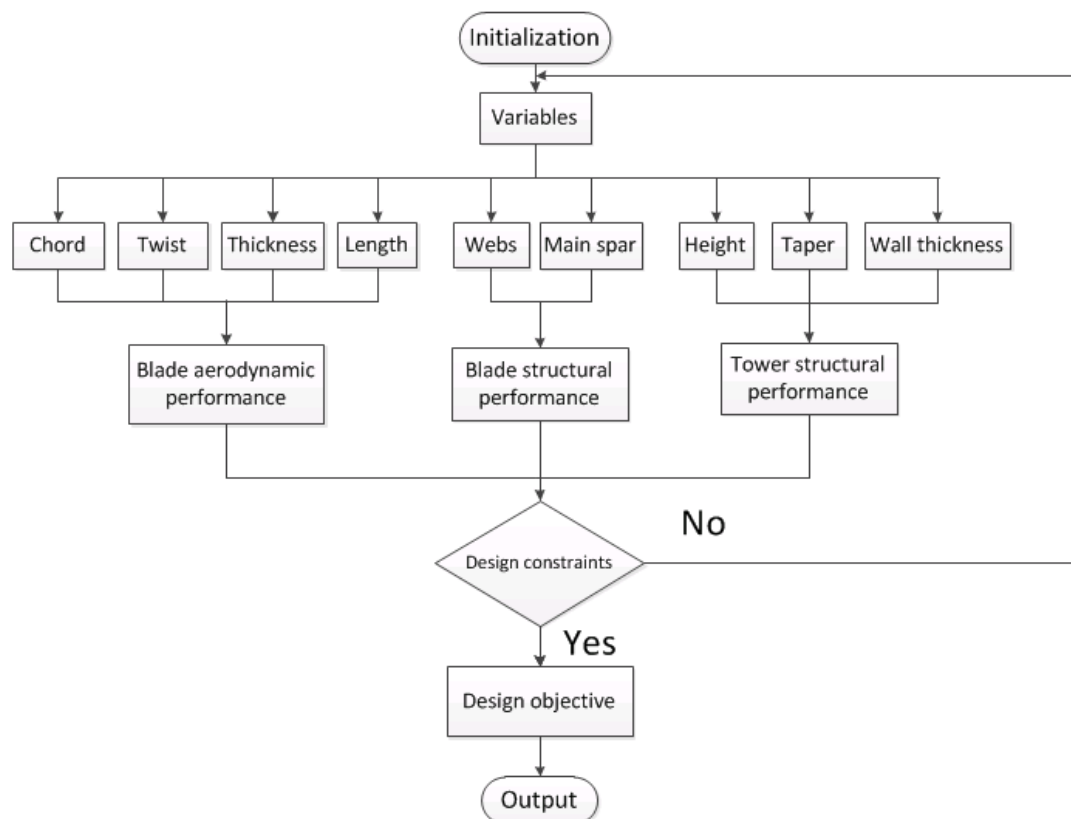 Initialization
Variables
Chord
Twist
Thickness
Length
Webs
Main spar
Height
Taper
Wall thickness
Blade aerodynamic
performance
Blade structural
performance
Tower structural
performance
Design constraints
No
Yes
Design objective
Output